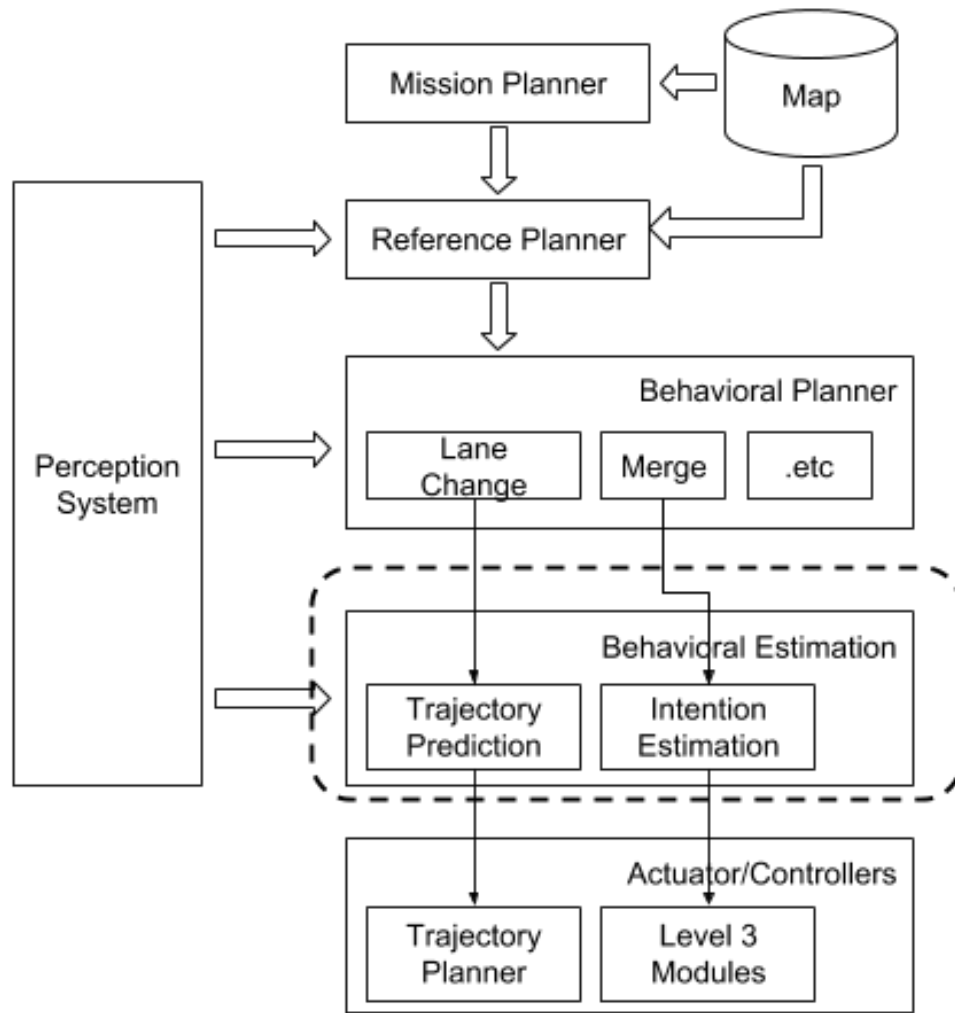 Mission Planner
Map
Reference Planner
Perception
System
Behavioral Planner
Lane
Change
Merge
.etc
Behavioral Estimation
Trajectory
Prediction
Intention
Estimation
Actuator/Controllers
Trajectory
Planner
Level 3
Modules